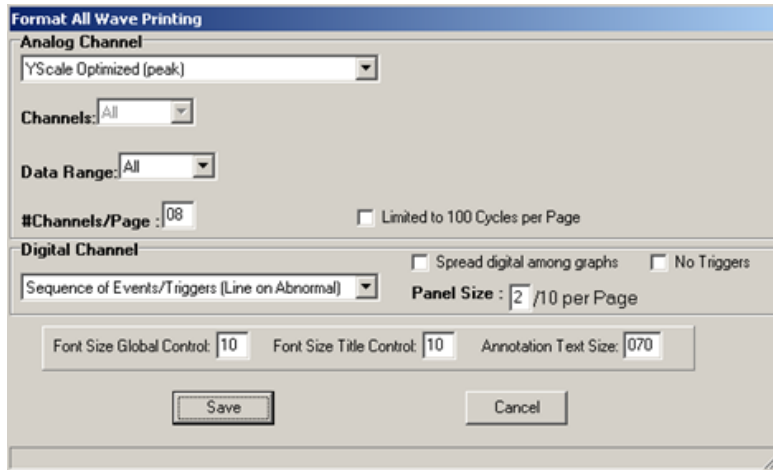 Format All Wave Printing
Analog Channel
YScale Optimized (peak)
Channels: All
Data Range: All
#Channels/Page : 08 Limited to 100 Cycles per Page
Digital Channel
Spread digital among graphs No Triggers
Sequence of Events/Triggers (Line on Abnormal) Panel Size : 2 /10 per Page
Font Size Global Control: 10 Font Size Title Control: 10 Annotation Text Size: 070
Save Cancel